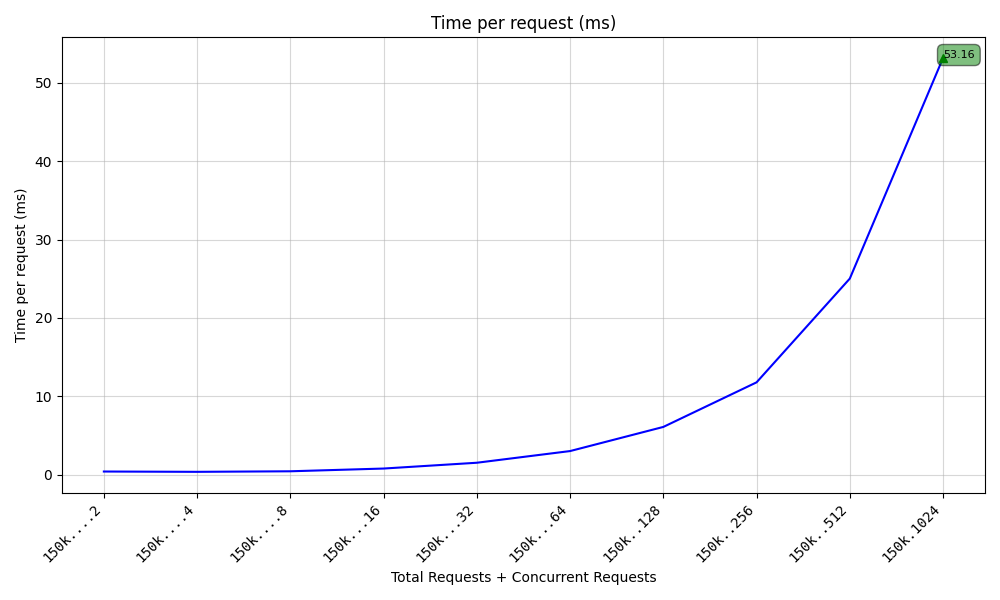 Time per request (ms)
53.16
50
40
30
20
10
0
Time per request (ms)
150k....2
150k....4
150k....8
150k...16
150k...32
150k...64
150k..128
150k..256
150k..512
150k.1024
Total Requests + Concurrent Requests